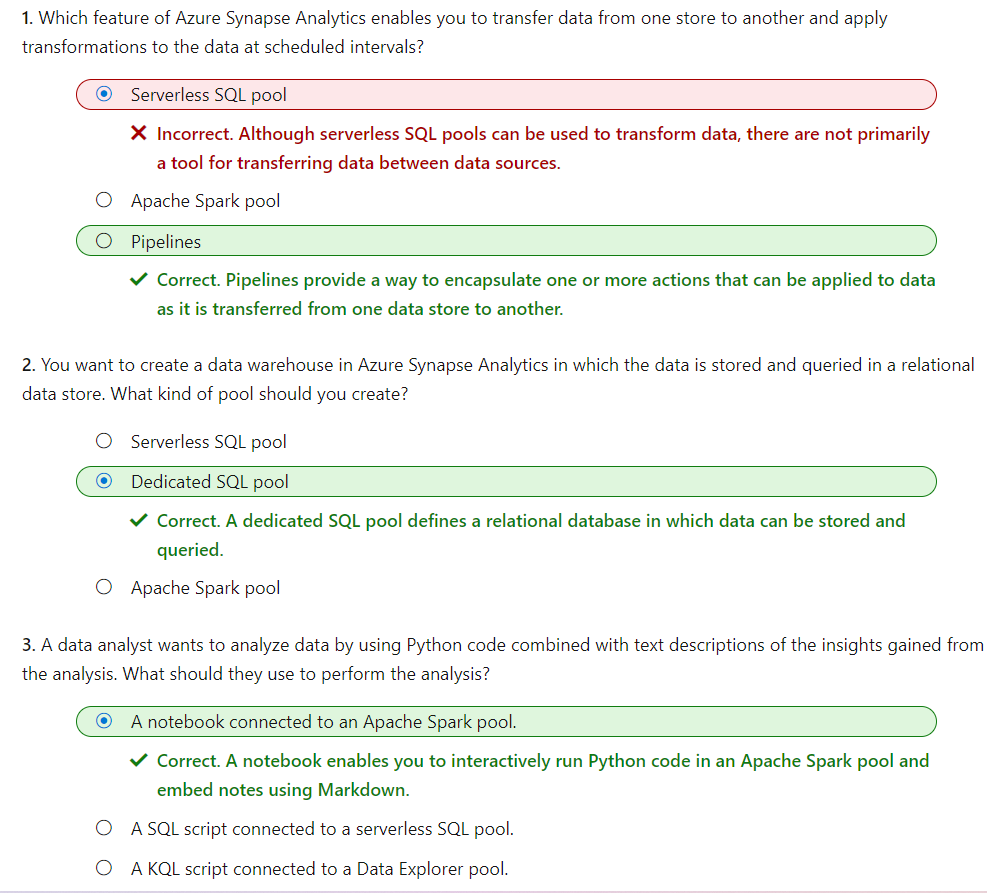 1. Which feature of Azure Synapse Analytics enables you to transfer data from one store to another and apply
transformations to the data at scheduled intervals?
Serverless SQL pool
Incorrect. Although serverless SQL pools can be used to transform data, there are not primarily
a tool for transferring data between data sources.
Apache Spark pool
Pipelines
Correct. Pipelines provide a way to encapsulate one or more actions that can be applied to data
as it is transferred from one data store to another.
2. You want to create a data warehouse in Azure Synapse Analytics in which the data is stored and queried in a relational
data store. What kind of pool should you create?
Serverless SQL pool
Dedicated SQL pool
Correct. A dedicated SQL pool defines a relational database in which data can be stored and
queried.
Apache Spark pool
3. A data analyst wants to analyze data by using Python code combined with text descriptions of the insights gained from
the analysis. What should they use to perform the analysis?
A notebook connected to an Apache Spark pool.
Correct. A notebook enables you to interactively run Python code in an Apache Spark pool and
embed notes using Markdown.
A SQL script connected to a serverless SQL pool.
A KQL script connected to a Data Explorer pool.